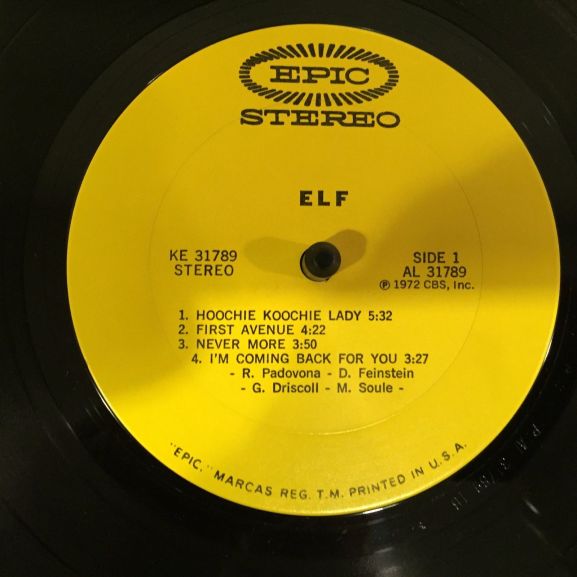 EPIC
STEREO
ELF
KE 31789
STEREO
SIDE 1
AL 31789
℗ 1972 CBS, Inc.
1. HOOCHIE KOOCHIE LADY 5:32
2. FIRST AVENUE 4:22
3. NEVER MORE 3:50
4. I'M COMING BACK FOR YOU 3:27
- R. Padovona - D. Feinstein
- G. Driscoll - M. Soule -
"EPIC," MARCAS REG. T.M. PRINTED IN U.S.A.